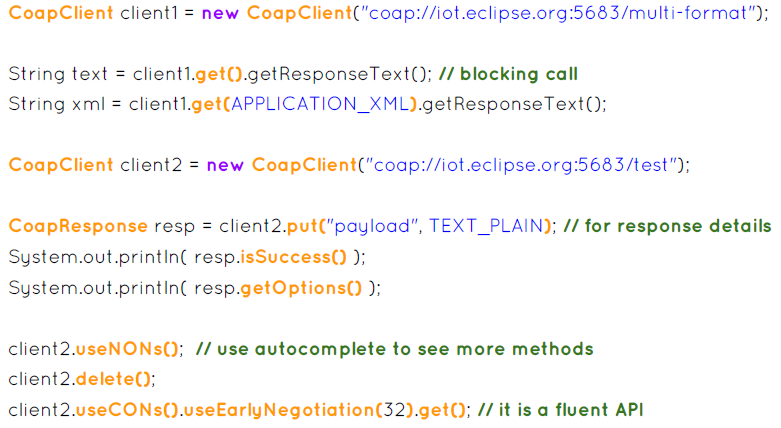 CoapClient client1 = new CoapClient("coap://iot.eclipse.org:5683/multi-format");
String text = client1.get().getResponseText(); // blocking call
String xml = client1.get(APPLICATION_XML).getResponseText();
CoapClient client2 = new CoapClient("coap://iot.eclipse.org:5683/test");
CoapResponse resp = client2.put("payload", TEXT_PLAIN); // for response details
System.out.println( resp.isSuccess() );
System.out.println( resp.getOptions() );
client2.useNONs(); // use autocomplete to see more methods
client2.delete();
client2.useCONs().useEarlyNegotiation(32).get(); // it is a fluent API